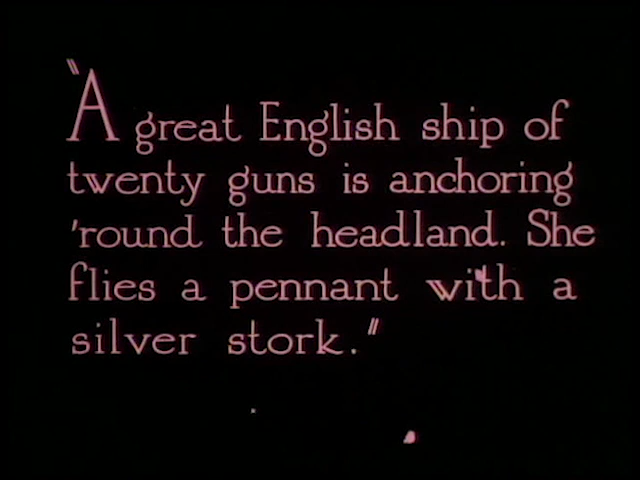 "A great English ship of
twenty guns is anchoring
'round the headland. She
flies a pennant with a
silver stork."